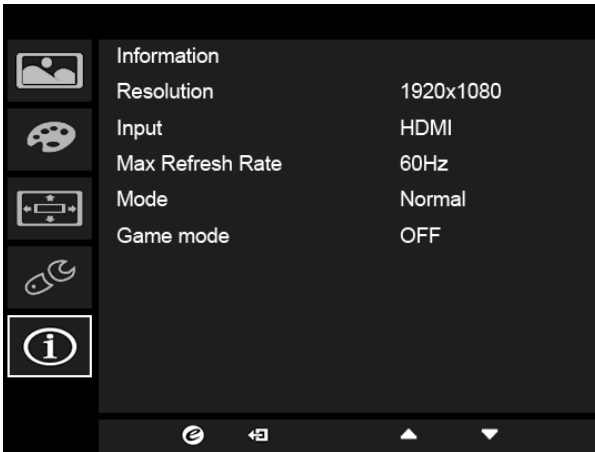 Information
Resolution 1920x1080
Input HDMI
Max Refresh Rate 60Hz
Mode Normal
Game mode OFF